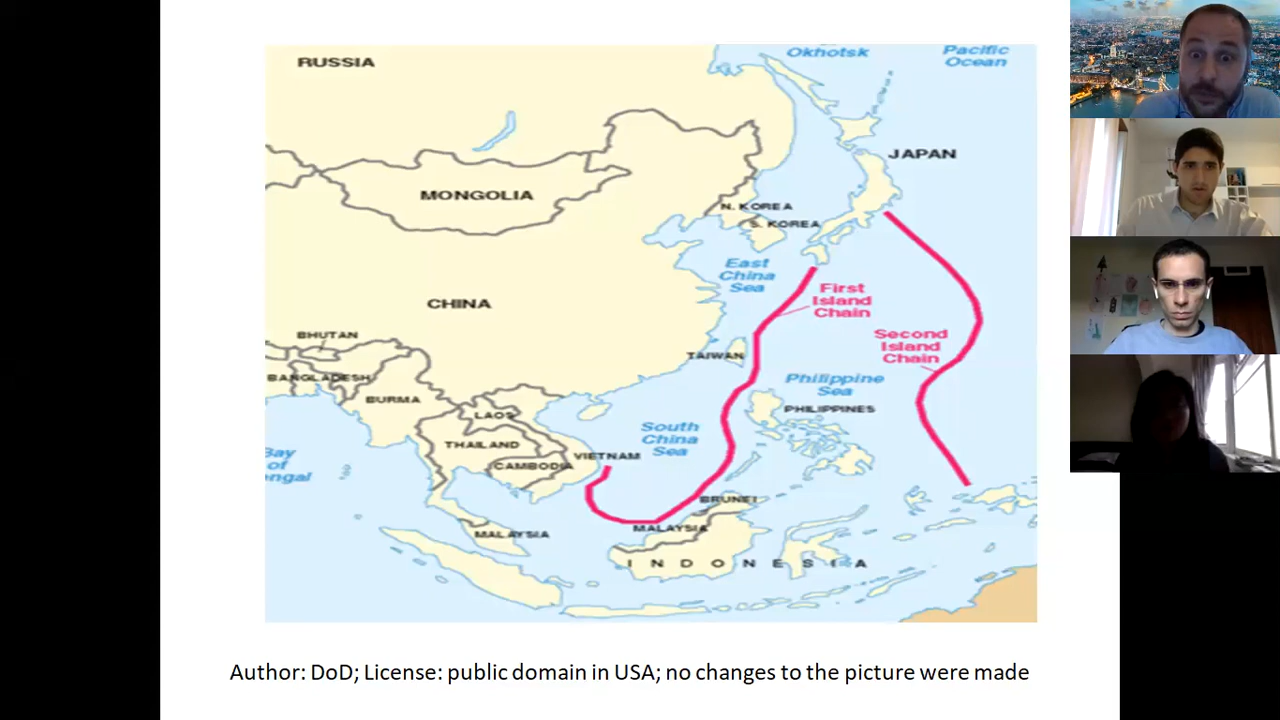 Okhotsk
Pacific
Ocean
RUSSIA
JAPAN
MONGOLIA
N. KOREA
S. KOREA
East
China
Sea
First
Island
Chain
CHINA
Second
Island
Chain
BHUTAN
TAIWAN
BANGLADESH
Philippine
Sea
BURMA
PHILIPPINES
LAOS
South
China
Sea
THAILAND
VIETNAM
Bay
of
engal
CAMBODIA
BRUNEI
MALAYSIA
MALAYSIA
I N D O N E S I A
Author: DoD; License: public domain in USA; no changes to the picture were made